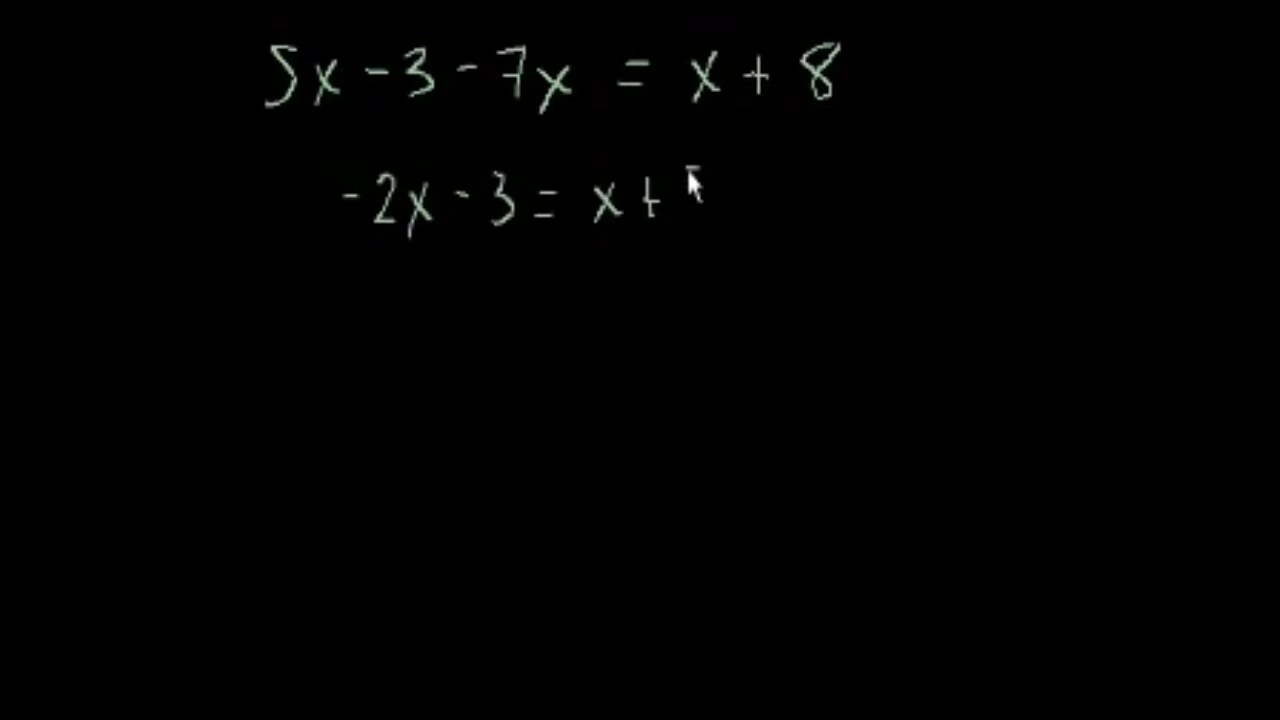 5x - 3 - 7x = x + 8
-2x - 3 = x +